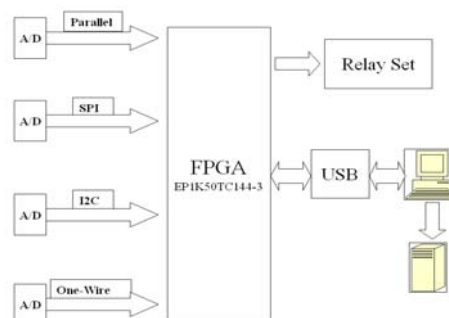 Parallel
A/D
SPI
A/D
I2C
A/D
One-Wire
A/D
FPGA
EP1K50TC144-3
Relay Set
USB